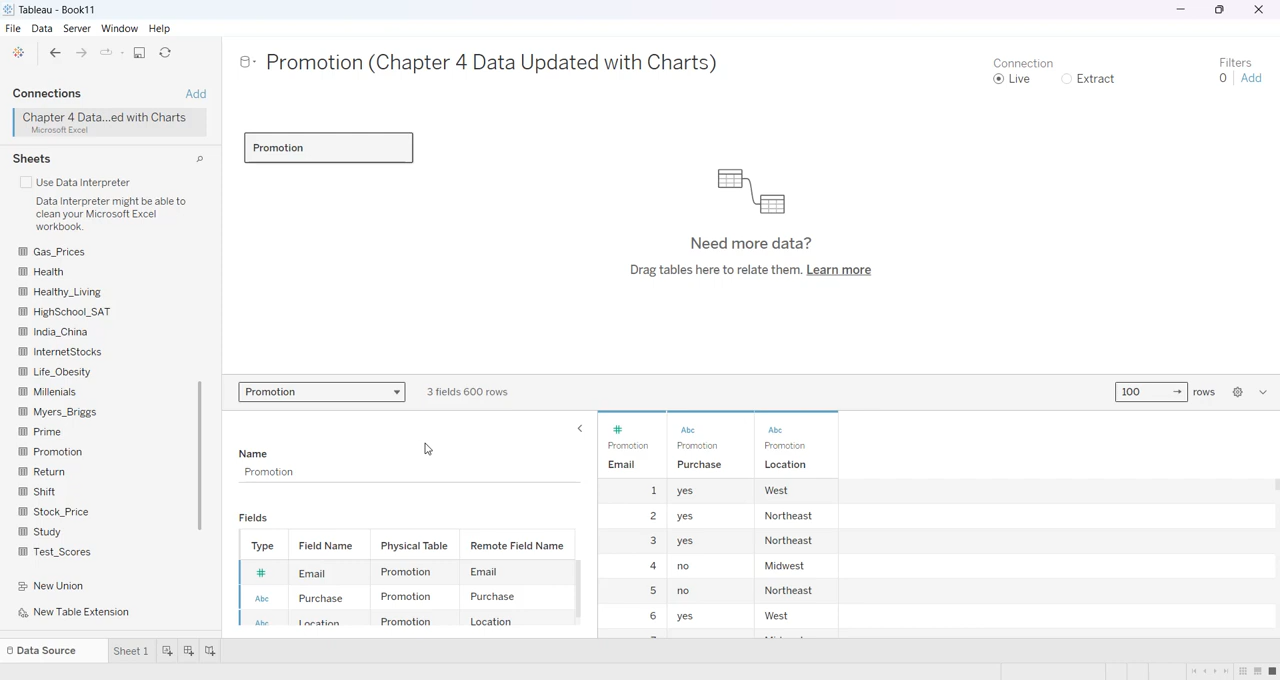 Tableau - Book11
File Data Server Window Help
Connections Add
Chapter 4 Data...ed with Charts
Microsoft Excel
Sheets
Use Data Interpreter
Data Interpreter might be able to
clean your Microsoft Excel
workbook.
Gas_Prices
Health
Healthy_Living
HighSchool_SAT
India_China
InternetStocks
Life_Obesity
Millenials
Myers_Briggs
Prime
Promotion
Return
Shift
Stock_Price
Study
Test_Scores
New Union
New Table Extension
Promotion (Chapter 4 Data Updated with Charts)
Connection
Live Extract
Filters
0 Add
Promotion
Need more data?
Drag tables here to relate them. Learn more
Promotion 3 fields 600 rows 100 → rows
Name
Promotion
Fields
Type Field Name Physical Table Remote Field Name
# Email Promotion Email
Abc Purchase Promotion Purchase
Abc Location Promotion Location
# Abc Abc
Promotion Promotion Promotion
Email Purchase Location
1 yes West
2 yes Northeast
3 yes Northeast
4 no Midwest
5 no Northeast
6 yes West
Data Source Sheet 1